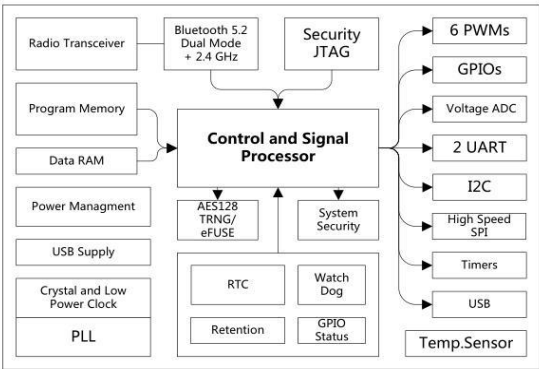 Radio Transceiver
Bluetooth 5.2
Dual Mode
+ 2.4 GHz
Security
JTAG
6 PWMs
GPIOs
Program Memory
Voltage ADC
Control and Signal
Processor
2 UART
Data RAM
I2C
Power Managment
AES128
TRNG/
eFUSE
System
Security
High Speed
SPI
USB Supply
Timers
Crystal and Low
Power Clock
RTC
Watch
Dog
USB
PLL
Retention
GPIO
Status
Temp.Sensor